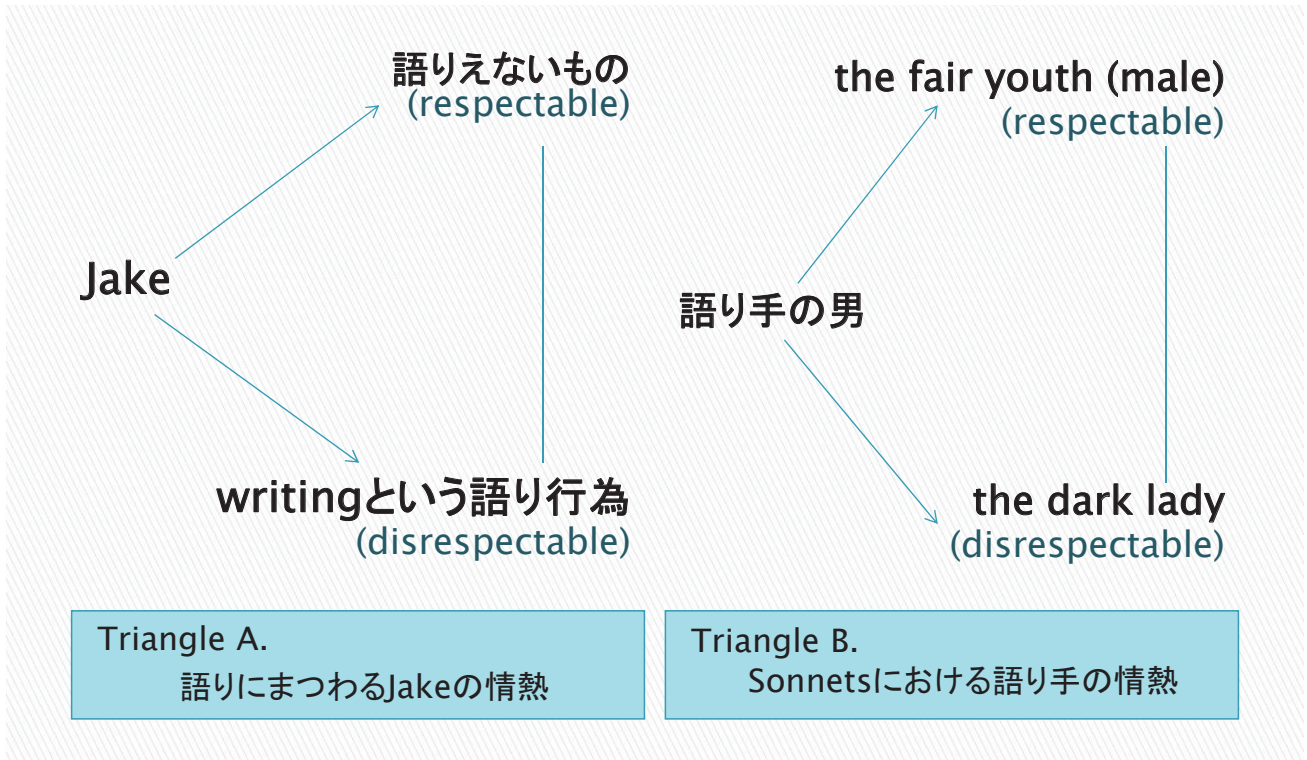 語りえないもの
(respectable)
Jake
writingという語り行為
(disrespectable)
Triangle A.
語りにまつわるJakeの情熱
the fair youth (male)
(respectable)
語り手の男
the dark lady
(disrespectable)
Triangle B.
Sonnetsにおける語り手の情熱